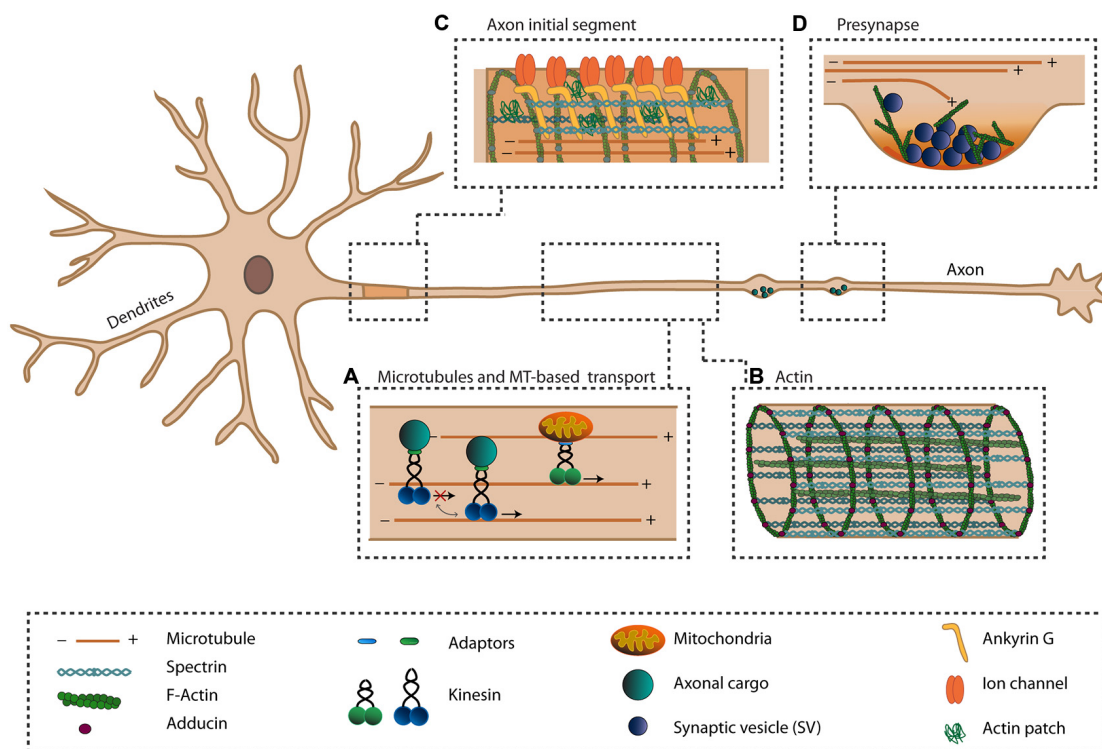 C Axon initial segment
D Presynapse
− +
− +
− +
− +
− +
Dendrites
Axon
A Microtubules and MT-based transport
B Actin
− +
− +
− +
− + Microtubule
Spectrin
F-Actin
Adducin
Adaptors
Kinesin
Mitochondria
Axonal cargo
Synaptic vesicle (SV)
Ankyrin G
Ion channel
Actin patch